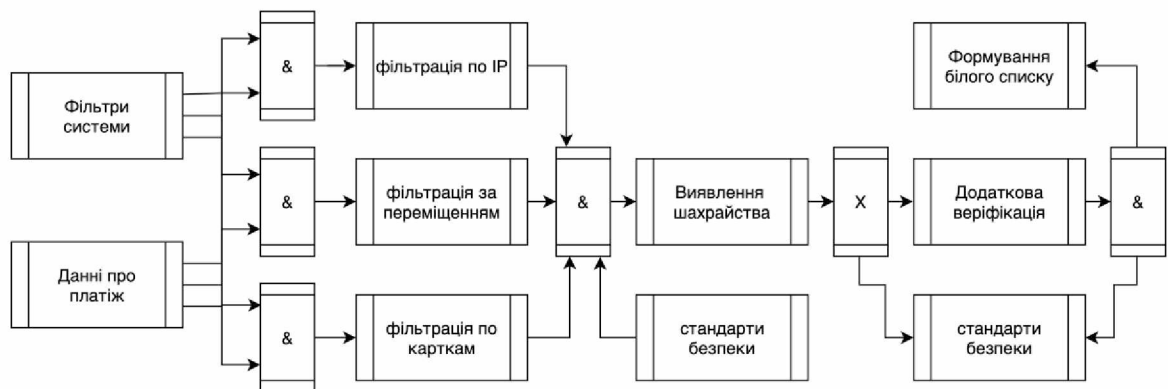 Фільтри
системи
Данні про
платіж
&
&
&
фільтрація по IP
фільтрація за
переміщенням
фільтрація по
карткам
&
Виявлення
шахрайства
стандарти
безпеки
X
Формування
білого списку
Додаткова
веріфікація
стандарти
безпеки
&